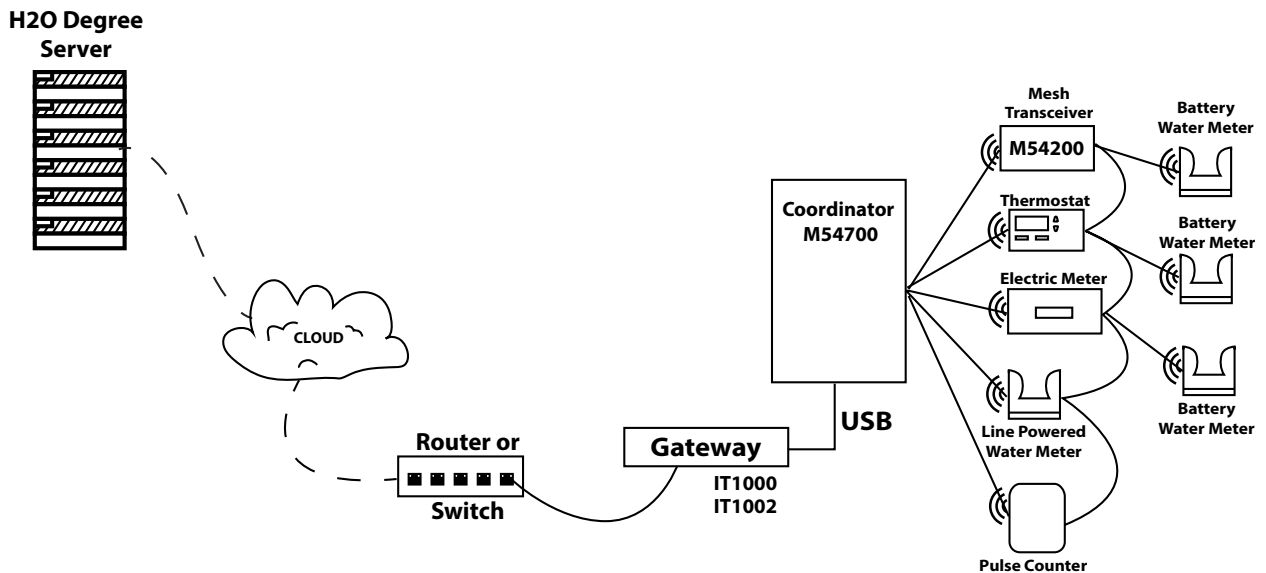 H2O Degree
Server
CLOUD
Router or
Switch
Gateway
IT1000
IT1002
USB
Coordinator
M54700
Mesh
Transceiver
M54200
Thermostat
Electric Meter
Line Powered
Water Meter
Pulse Counter
Battery
Water Meter
Battery
Water Meter
Battery
Water Meter